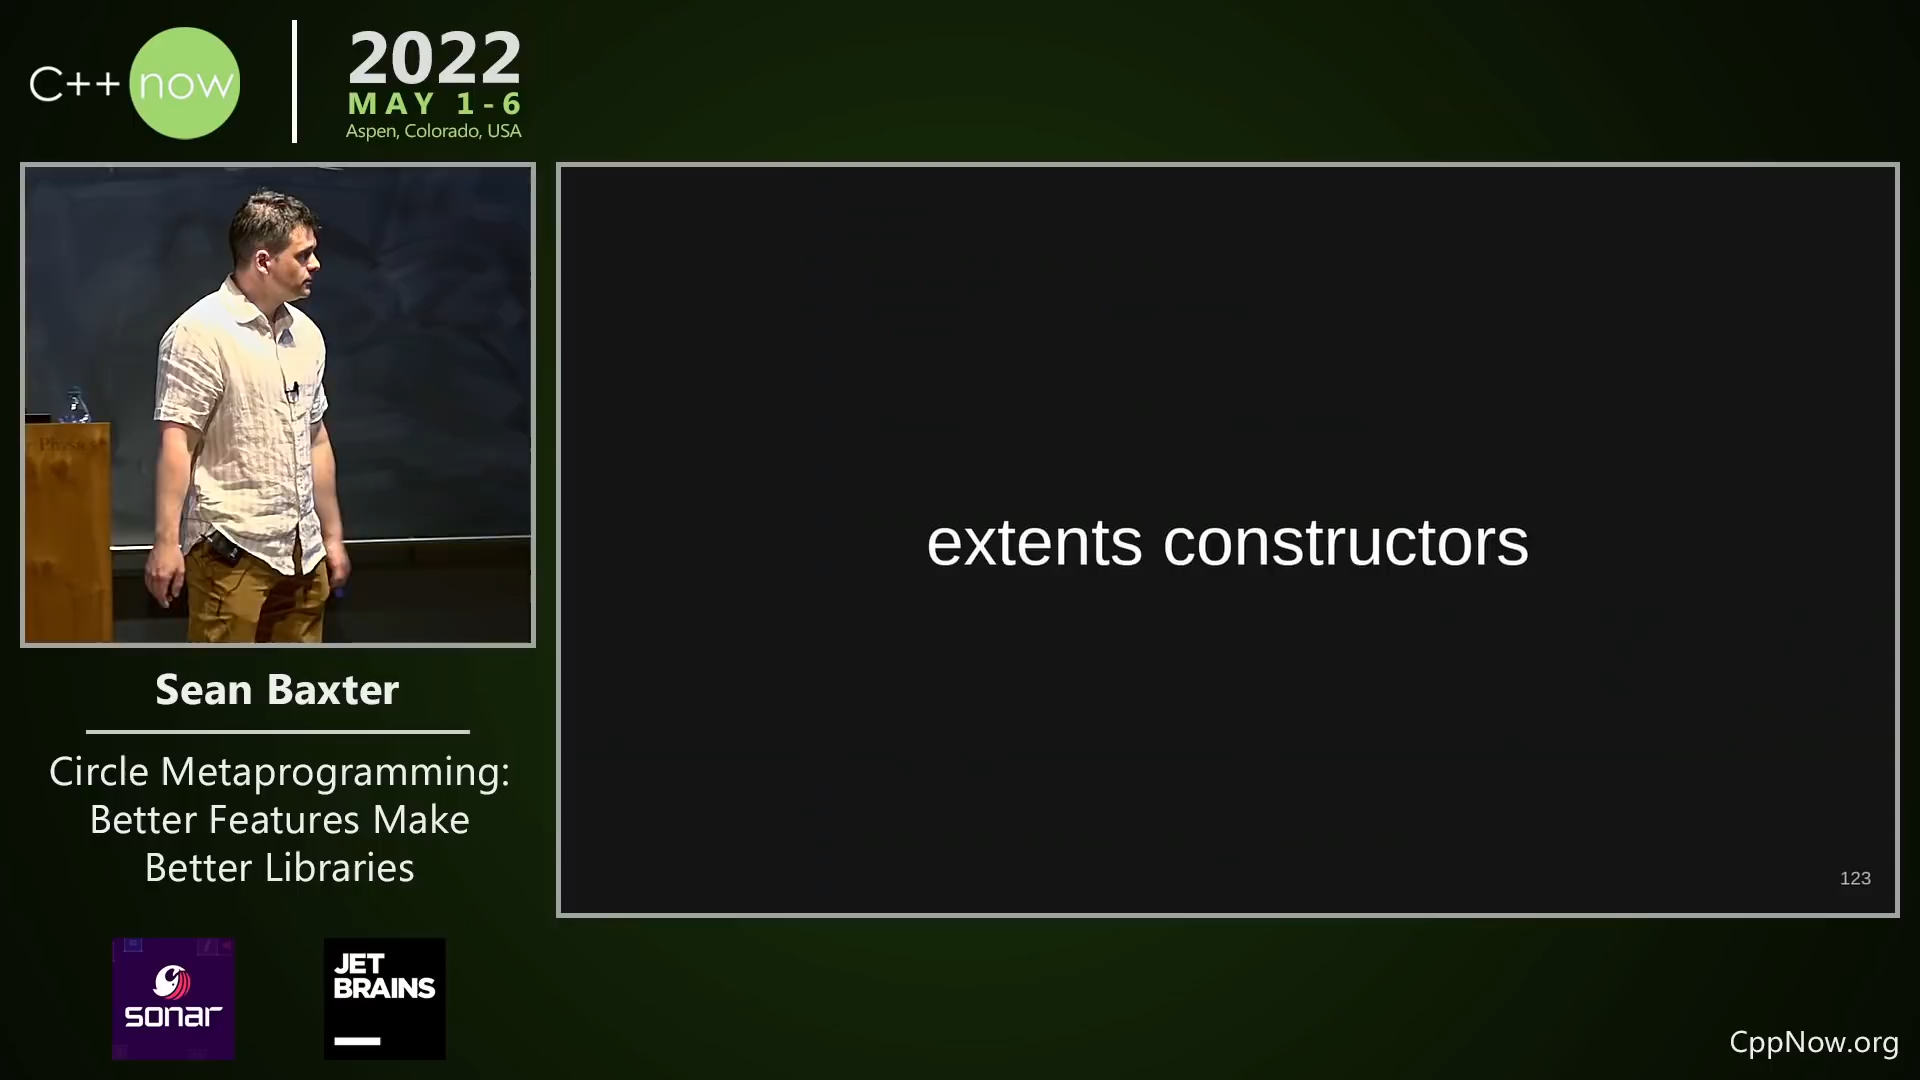 C++ now
2022
MAY 1-6
Aspen, Colorado, USA
extents constructors
123
Sean Baxter
Circle Metaprogramming:
Better Features Make
Better Libraries
sonar
JET
BRAINS
CppNow.org